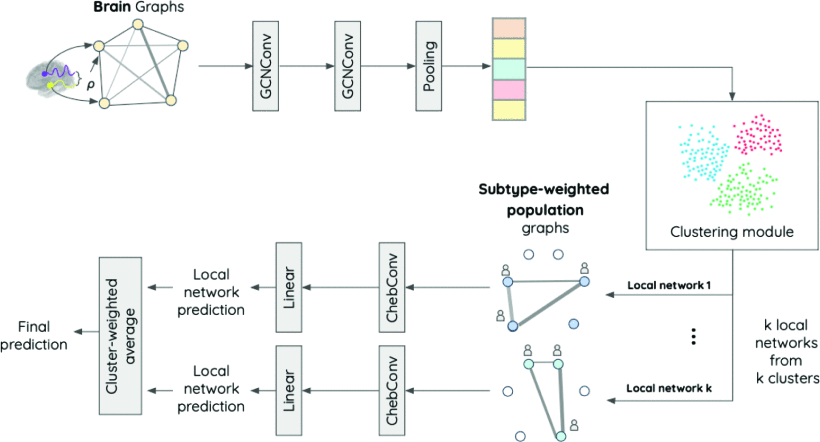 Brain Graphs
ρ
GCNConv
GCNConv
Pooling
Clustering module
Subtype-weighted
population
graphs
Local network 1
Local network k
k local
networks
from
k clusters
ChebConv
Linear
Local
network
prediction
ChebConv
Linear
Local
network
prediction
Cluster-weighted
average
Final
prediction